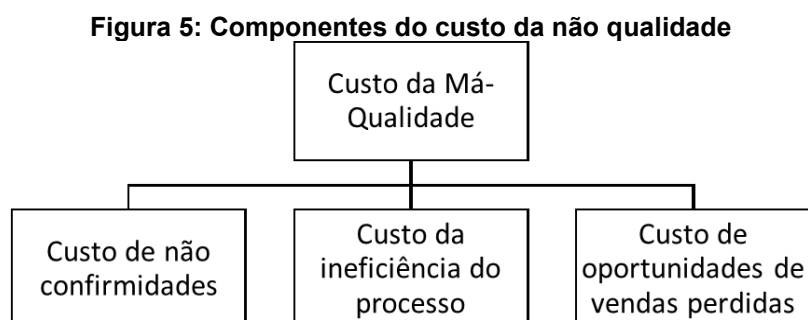 Figura 5: Componentes do custo da não qualidade
Custo da Má-
Qualidade
Custo de não
confirmidades
Custo da
ineficiência do
processo
Custo de
oportunidades de
vendas perdidas